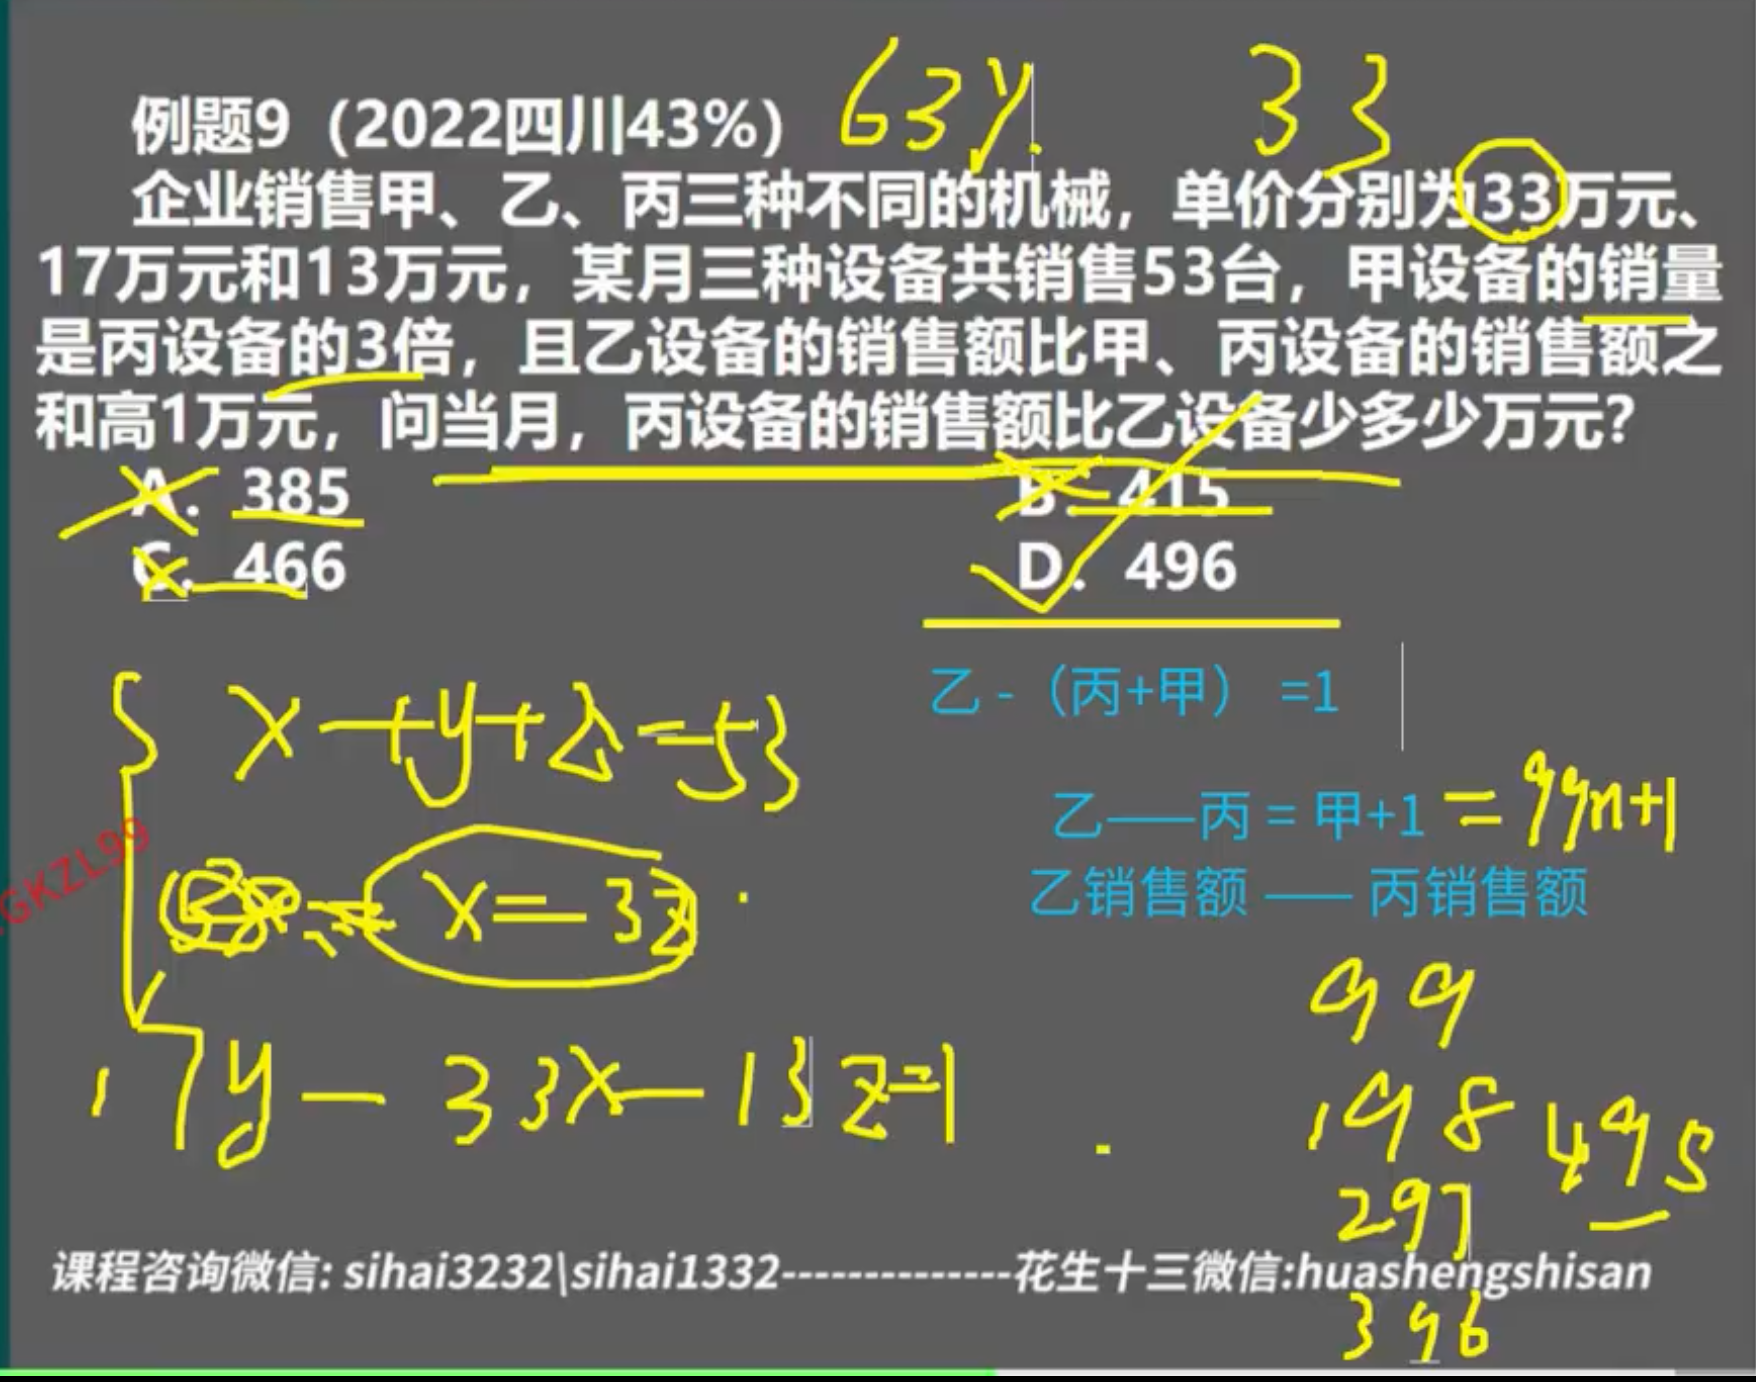 例题9（2022四川43%） 63% 33
企业销售甲、乙、丙三种不同的机械，单价分别为33万元、
17万元和13万元，某月三种设备共销售53台，甲设备的销量
是丙设备的3倍，且乙设备的销售额比甲、丙设备的销售额之
和高1万元，问当月，丙设备的销售额比乙设备少多少万元？
A. 385 B. 415
C. 466 D. 496
乙 -（丙+甲） =1
x+y+z=53
乙——丙 = 甲+1 = 99n+1
乙销售额 —— 丙销售额
x=3z
99
17y-33x-13z=1
198 495
297
396
GKZL99
课程咨询微信: sihai3232\sihai1332--------------花生十三微信:huashengshisan